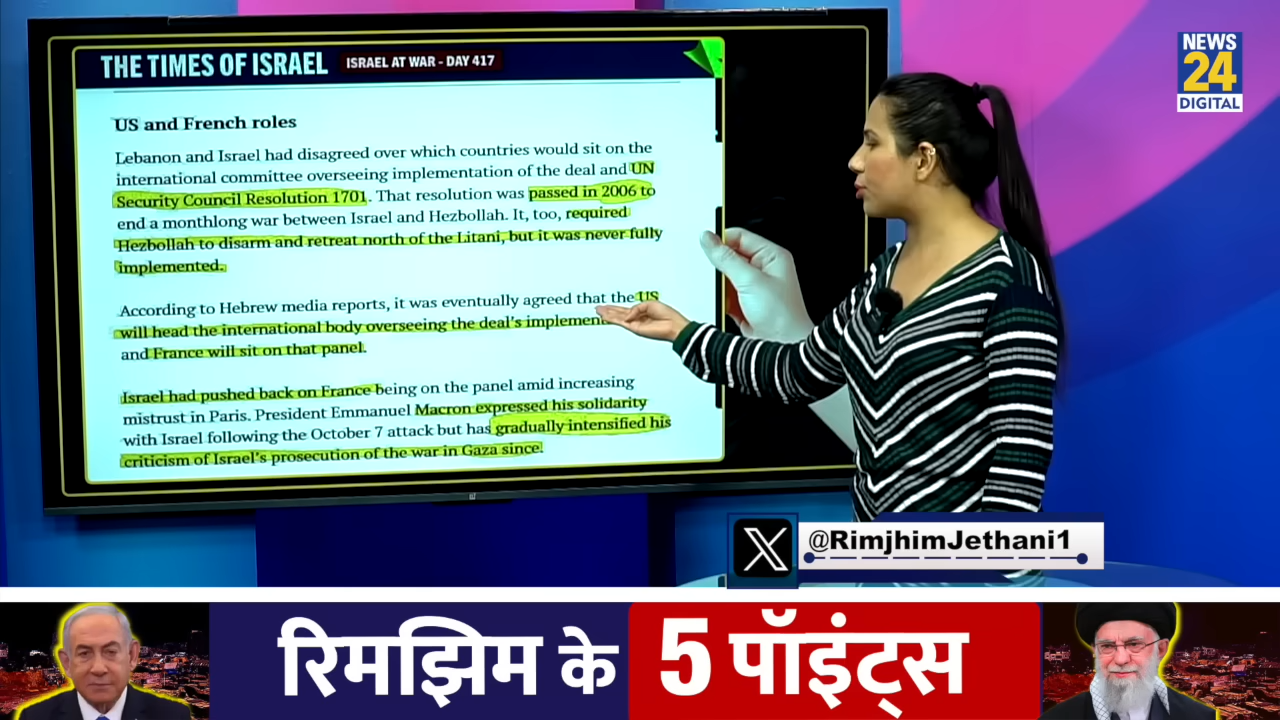 THE TIMES OF ISRAEL
ISRAEL AT WAR - DAY 417
NEWS
24
DIGITAL
US and French roles
Lebanon and Israel had disagreed over which countries would sit on the
international committee overseeing implementation of the deal and UN
Security Council Resolution 1701. That resolution was passed in 2006 to
end a monthlong war between Israel and Hezbollah. It, too, required
Hezbollah to disarm and retreat north of the Litani, but it was never fully
implemented.
According to Hebrew media reports, it was eventually agreed that the US
will head the international body overseeing the deal's
and France will sit on that panel.
Israel had pushed back on France being on the panel amid increasing
mistrust in Paris. President Emmanuel Macron expressed his solidarity
with Israel following the October 7 attack but has gradually intensified his
criticism of Israel's prosecution of the war in Gaza since.
X @RimjhimJethani1
रिमझिम के 5 पॉइंट्स